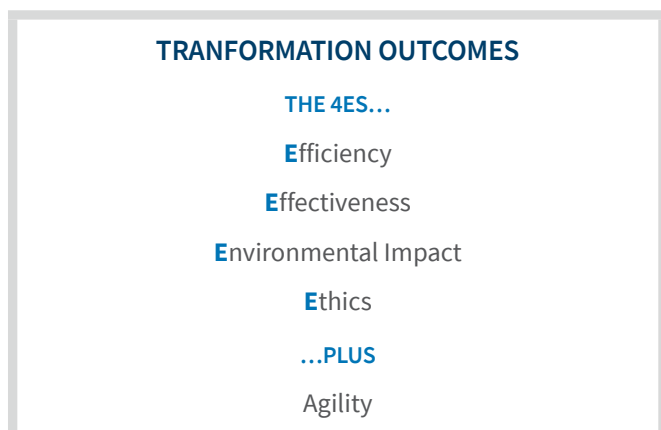 TRANFORMATION OUTCOMES
THE 4ES…
Efficiency
Effectiveness
Environmental Impact
Ethics
…PLUS
Agility